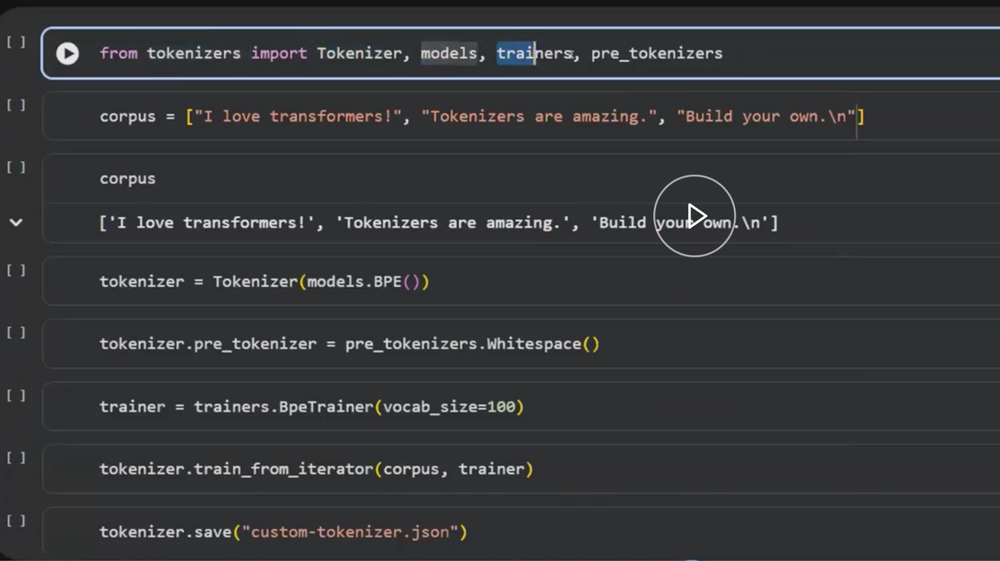 [ ] from tokenizers import Tokenizer, models, trainers, pre_tokenizers
[ ] corpus = ["I love transformers!", "Tokenizers are amazing.", "Build your own.\n"]
[ ] corpus
['I love transformers!', 'Tokenizers are amazing.', 'Build your own.\n']
[ ] tokenizer = Tokenizer(models.BPE())
[ ] tokenizer.pre_tokenizer = pre_tokenizers.Whitespace()
[ ] trainer = trainers.BpeTrainer(vocab_size=100)
[ ] tokenizer.train_from_iterator(corpus, trainer)
[ ] tokenizer.save("custom-tokenizer.json")